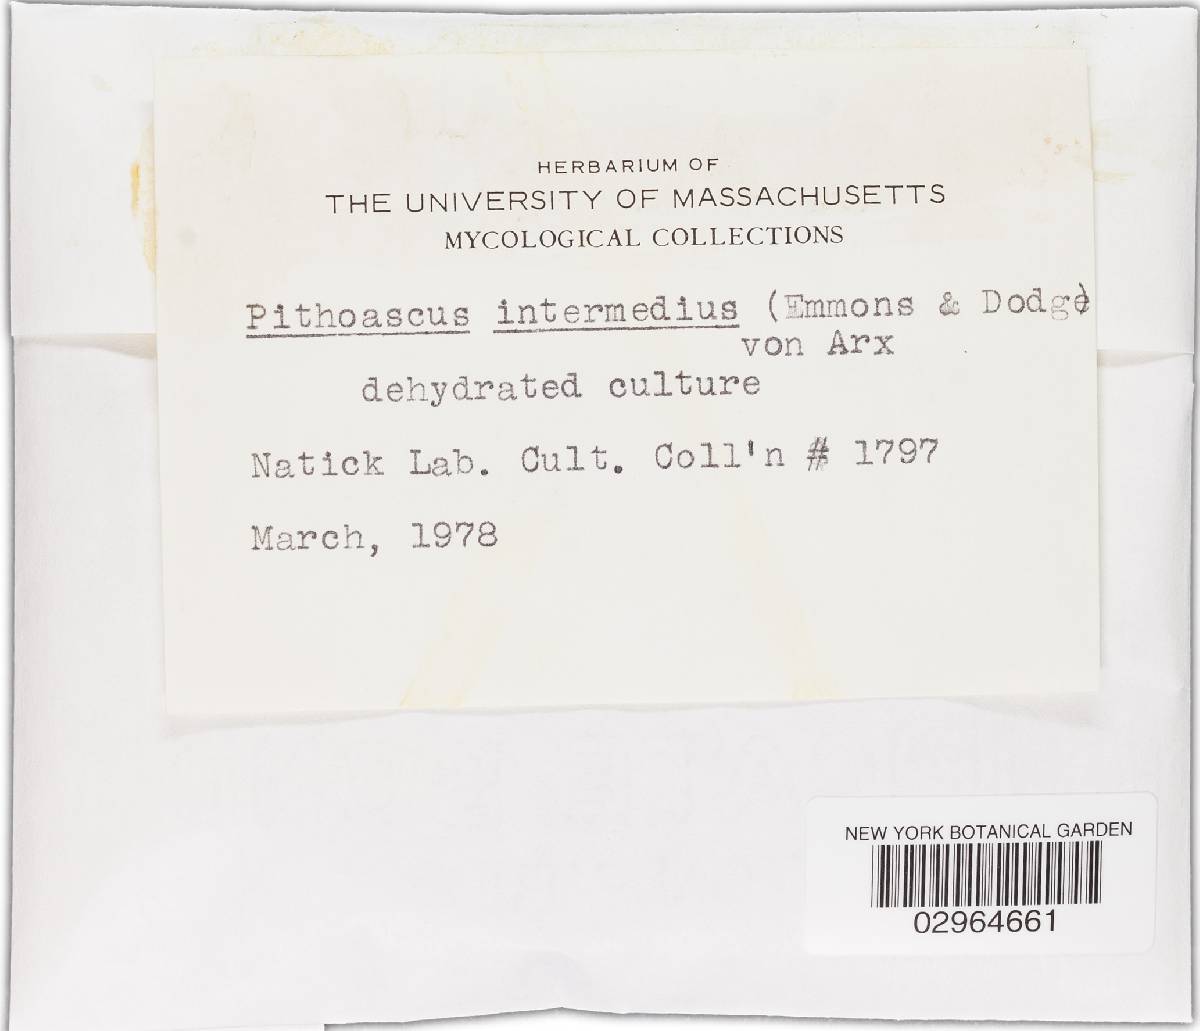 HERBARIUM OF
THE UNIVERSITY OF MASSACHUSETTS
MYCOLOGICAL COLLECTIONS
Pithoascus intermedius (Emmons & Dodge)
von Arx
dehydrated culture
Natick Lab. Cult. Coll'n # 1797
March, 1978
NEW YORK BOTANICAL GARDEN
02964661